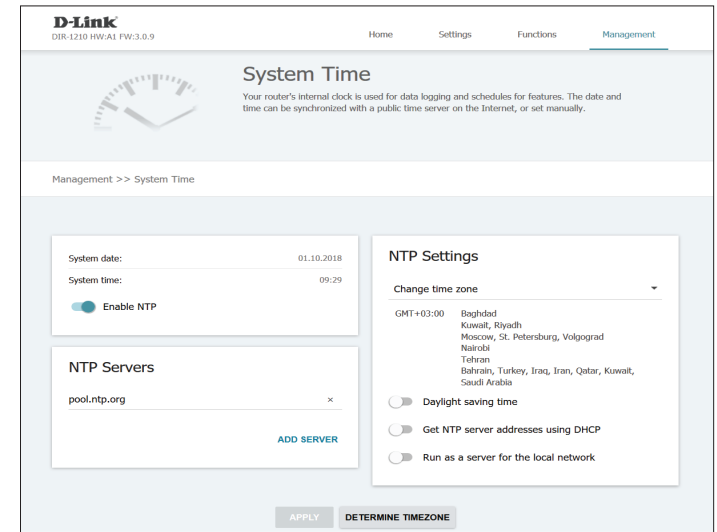 D-Link
DIR-1210 HW:A1 FW:3.0.9
Home Settings Functions Management
System Time
Your router's internal clock is used for data logging and schedules for features. The date and
time can be synchronized with a public time server on the Internet, or set manually.
Management >> System Time
System date: 01.10.2018
System time: 09:29
Enable NTP
NTP Servers
pool.ntp.org ×
ADD SERVER
NTP Settings
Change time zone
GMT+03:00 Baghdad
Kuwait, Riyadh
Moscow, St. Petersburg, Volgograd
Nairobi
Tehran
Bahrain, Turkey, Iraq, Iran, Qatar, Kuwait,
Saudi Arabia
Daylight saving time
Get NTP server addresses using DHCP
Run as a server for the local network
APPLY DETERMINE TIMEZONE